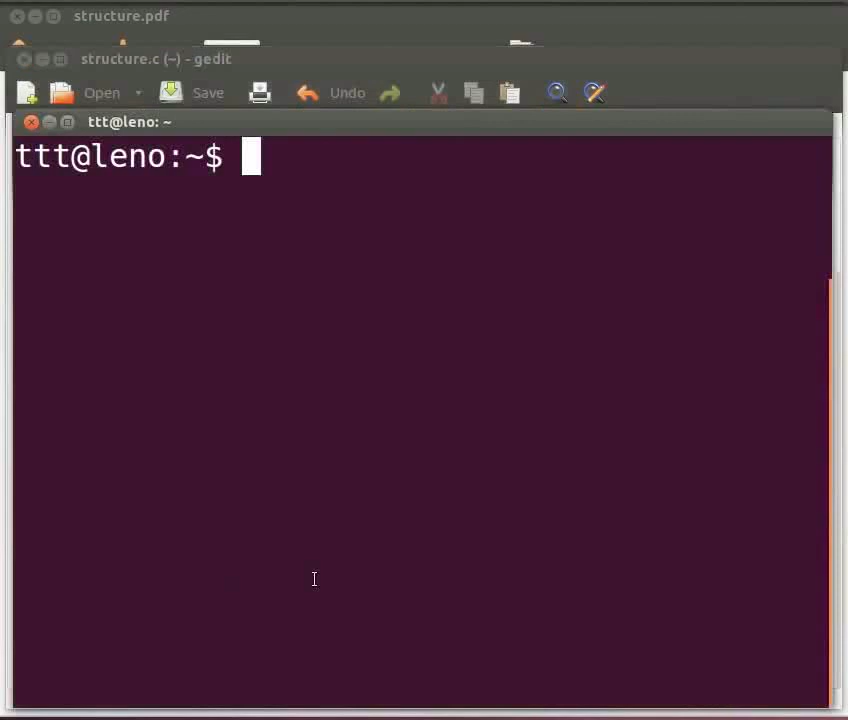 structure.pdf
structure.c (~) - gedit
Open Save Undo
ttt@leno: ~
ttt@leno:~$